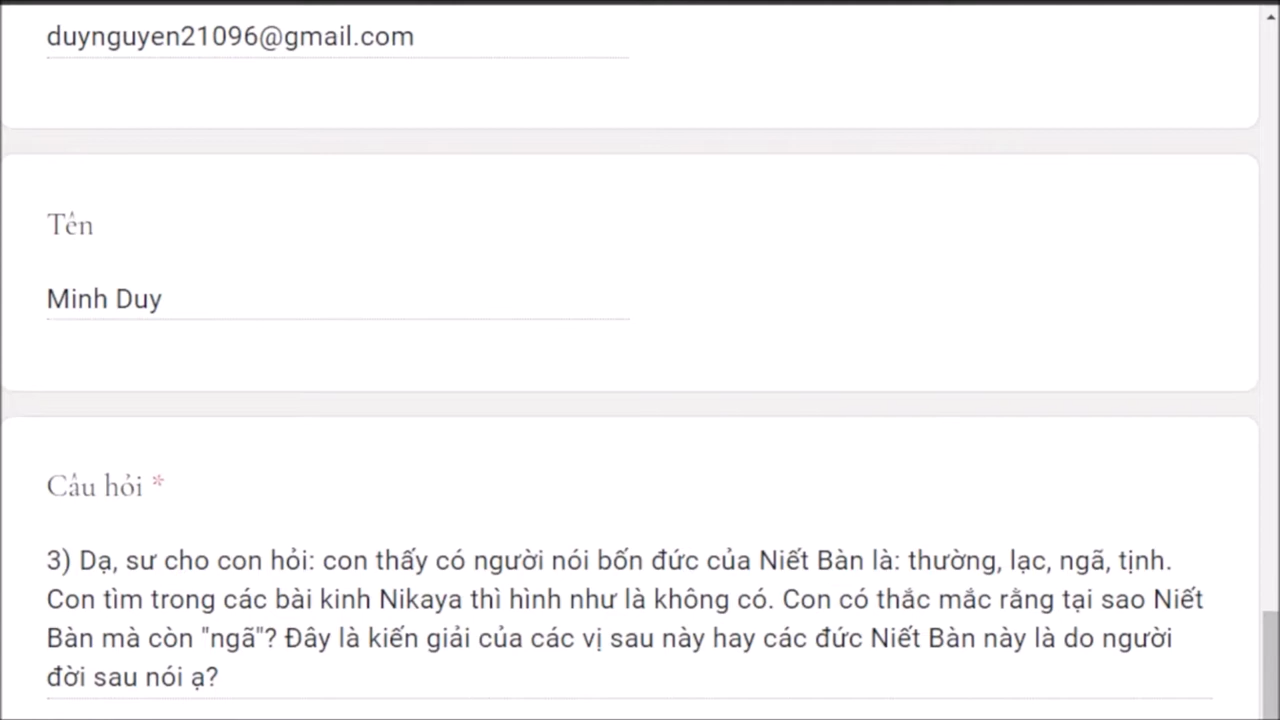 duynguyen21096@gmail.com
Tên
Minh Duy
Câu hỏi *
3) Dạ, sư cho con hỏi: con thấy có người nói bốn đức của Niết Bàn là: thường, lạc, ngã, tịnh.
Con tìm trong các bài kinh Nikaya thì hình như là không có. Con có thắc mắc rằng tại sao Niết
Bàn mà còn "ngã"? Đây là kiến giải của các vị sau này hay các đức Niết Bàn này là do người
đời sau nói ạ?